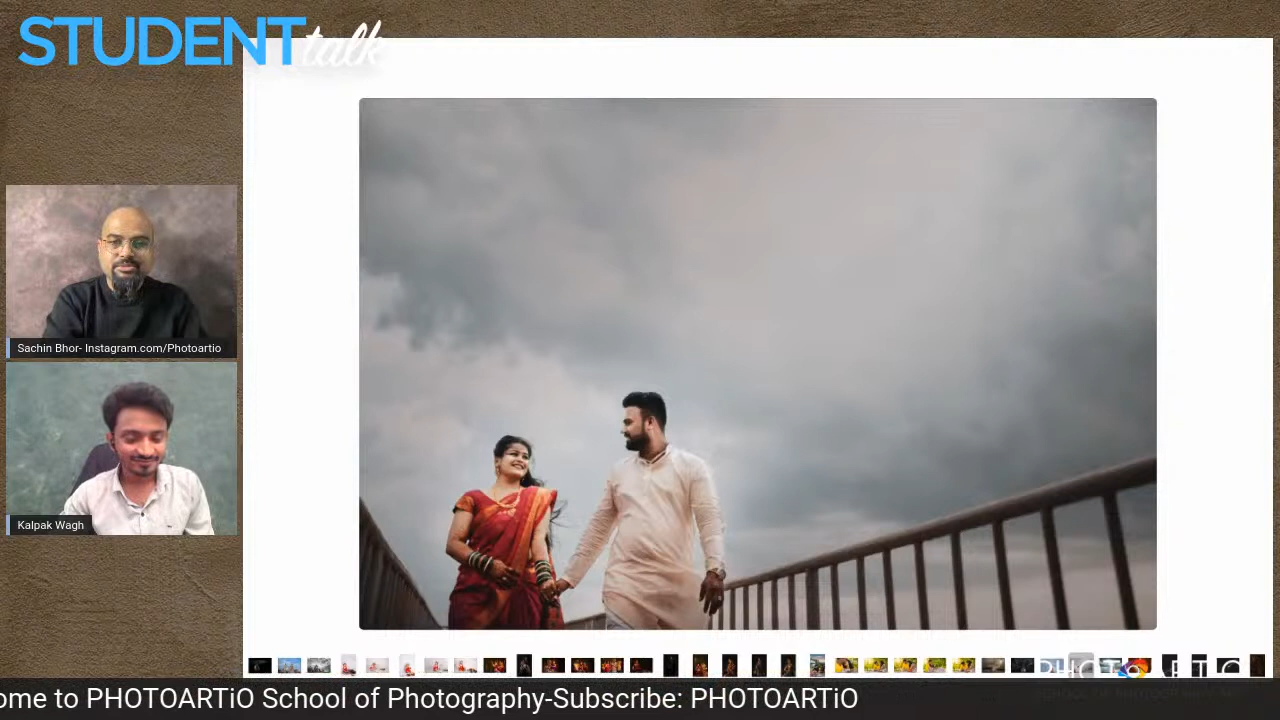 STUDENT talk
Sachin Bhor- Instagram.com/Photoartio
Kalpak Wagh
ome to PHOTOARTiO School of Photography-Subscribe: PHOTOARTiO